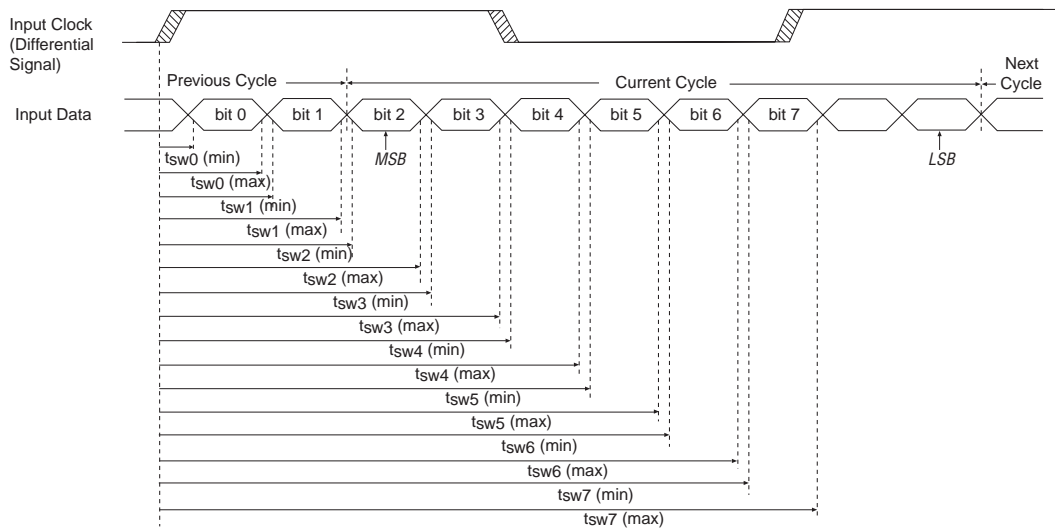 Input Clock
(Differential
Signal)
Previous Cycle
Current Cycle
Next
Cycle
Input Data
bit 0
bit 1
bit 2
bit 3
bit 4
bit 5
bit 6
bit 7
MSB
LSB
tsw0 (min)
tsw0 (max)
tsw1 (min)
tsw1 (max)
tsw2 (min)
tsw2 (max)
tsw3 (min)
tsw3 (max)
tsw4 (min)
tsw4 (max)
tsw5 (min)
tsw5 (max)
tsw6 (min)
tsw6 (max)
tsw7 (min)
tsw7 (max)